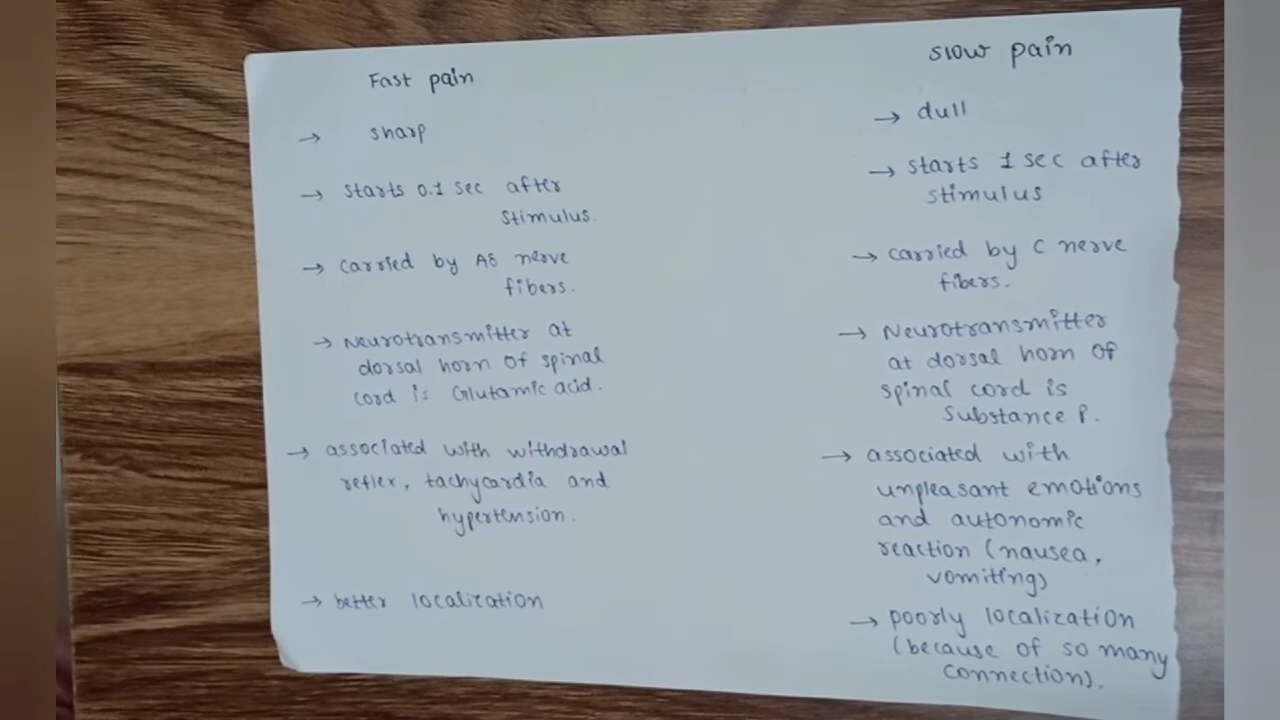 Fast pain
→ sharp
→ starts 0.1 sec after
stimulus.
→ carried by Aδ nerve
fibers.
→ Neurotransmitter at
dorsal horn of spinal
cord is Glutamic acid.
→ associated with withdrawal
reflex, tachycardia and
hypertension.
→ better localization
slow pain
→ dull
→ starts 1 sec after
stimulus
→ carried by C nerve
fibers.
→ Neurotransmitter
at dorsal horn of
spinal cord is
substance P.
→ associated with
unpleasant emotions
and autonomic
reaction (nausea,
vomiting)
→ poorly localization
(because of so many
connection).